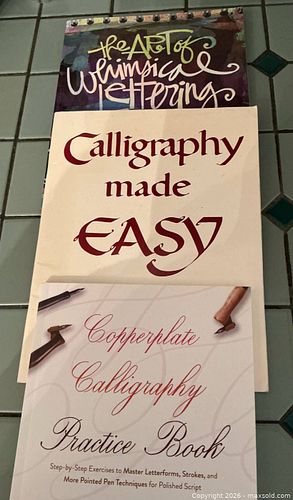 the ART of
whimsical
lettering
Calligraphy
made
EASY
Copperplate
Calligraphy
Practice Book
Step-by-Step Exercises to Master Letterforms, Strokes, and
More Pointed Pen Techniques for Polished Script
Copyright 2026 - maxsold.com